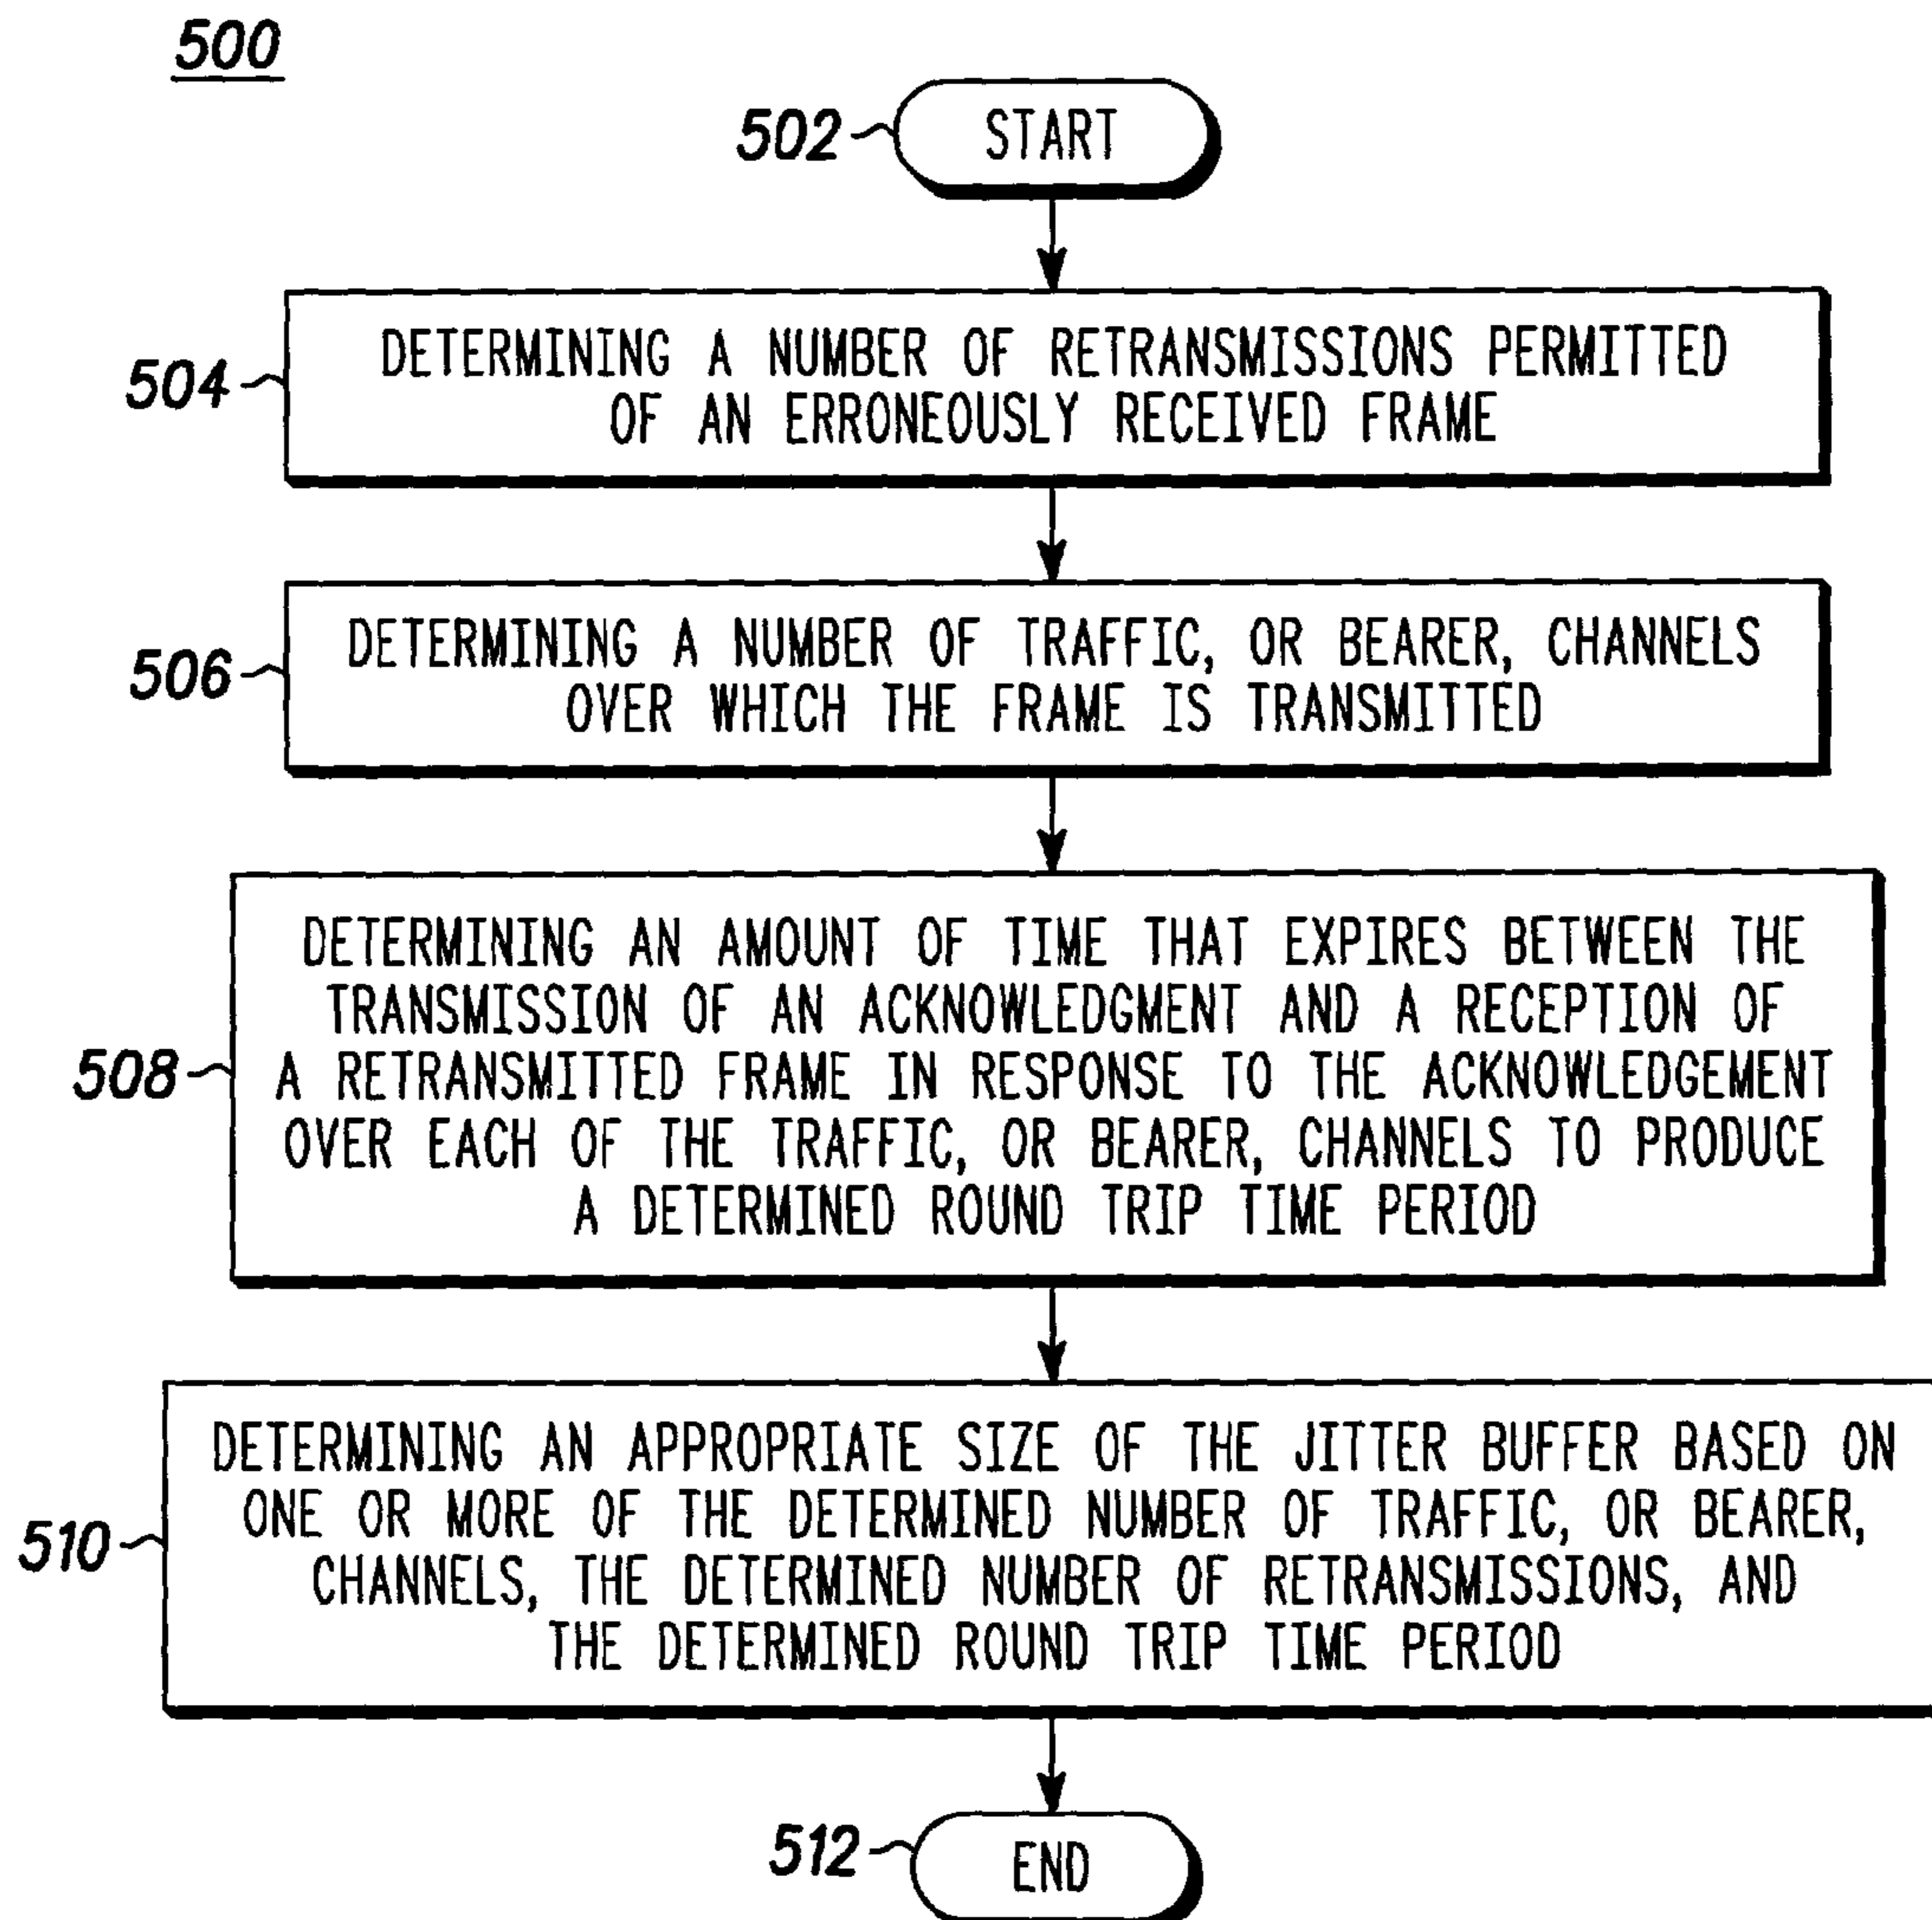 500
502
START
504
DETERMINING A NUMBER OF RETRANSMISSIONS PERMITTED
OF AN ERRONEOUSLY RECEIVED FRAME
506
DETERMINING A NUMBER OF TRAFFIC, OR BEARER, CHANNELS
OVER WHICH THE FRAME IS TRANSMITTED
508
DETERMINING AN AMOUNT OF TIME THAT EXPIRES BETWEEN THE
TRANSMISSION OF AN ACKNOWLEDGMENT AND A RECEPTION OF
A RETRANSMITTED FRAME IN RESPONSE TO THE ACKNOWLEDGEMENT
OVER EACH OF THE TRAFFIC, OR BEARER, CHANNELS TO PRODUCE
A DETERMINED ROUND TRIP TIME PERIOD
510
DETERMINING AN APPROPRIATE SIZE OF THE JITTER BUFFER BASED ON
ONE OR MORE OF THE DETERMINED NUMBER OF TRAFFIC, OR BEARER,
CHANNELS, THE DETERMINED NUMBER OF RETRANSMISSIONS, AND
THE DETERMINED ROUND TRIP TIME PERIOD
512
END